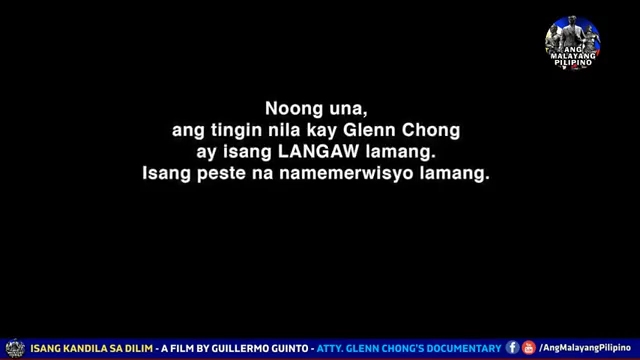 ANG
MALAYANG
PILIPINO
Noong una,
ang tingin nila kay Glenn Chong
ay isang LANGAW lamang.
Isang peste na namemerwisyo lamang.
ISANG KANDILA SA DILIM - A FILM BY GUILLERMO GUINTO - ATTY. GLENN CHONG'S DOCUMENTARY /AngMalayangPilipino